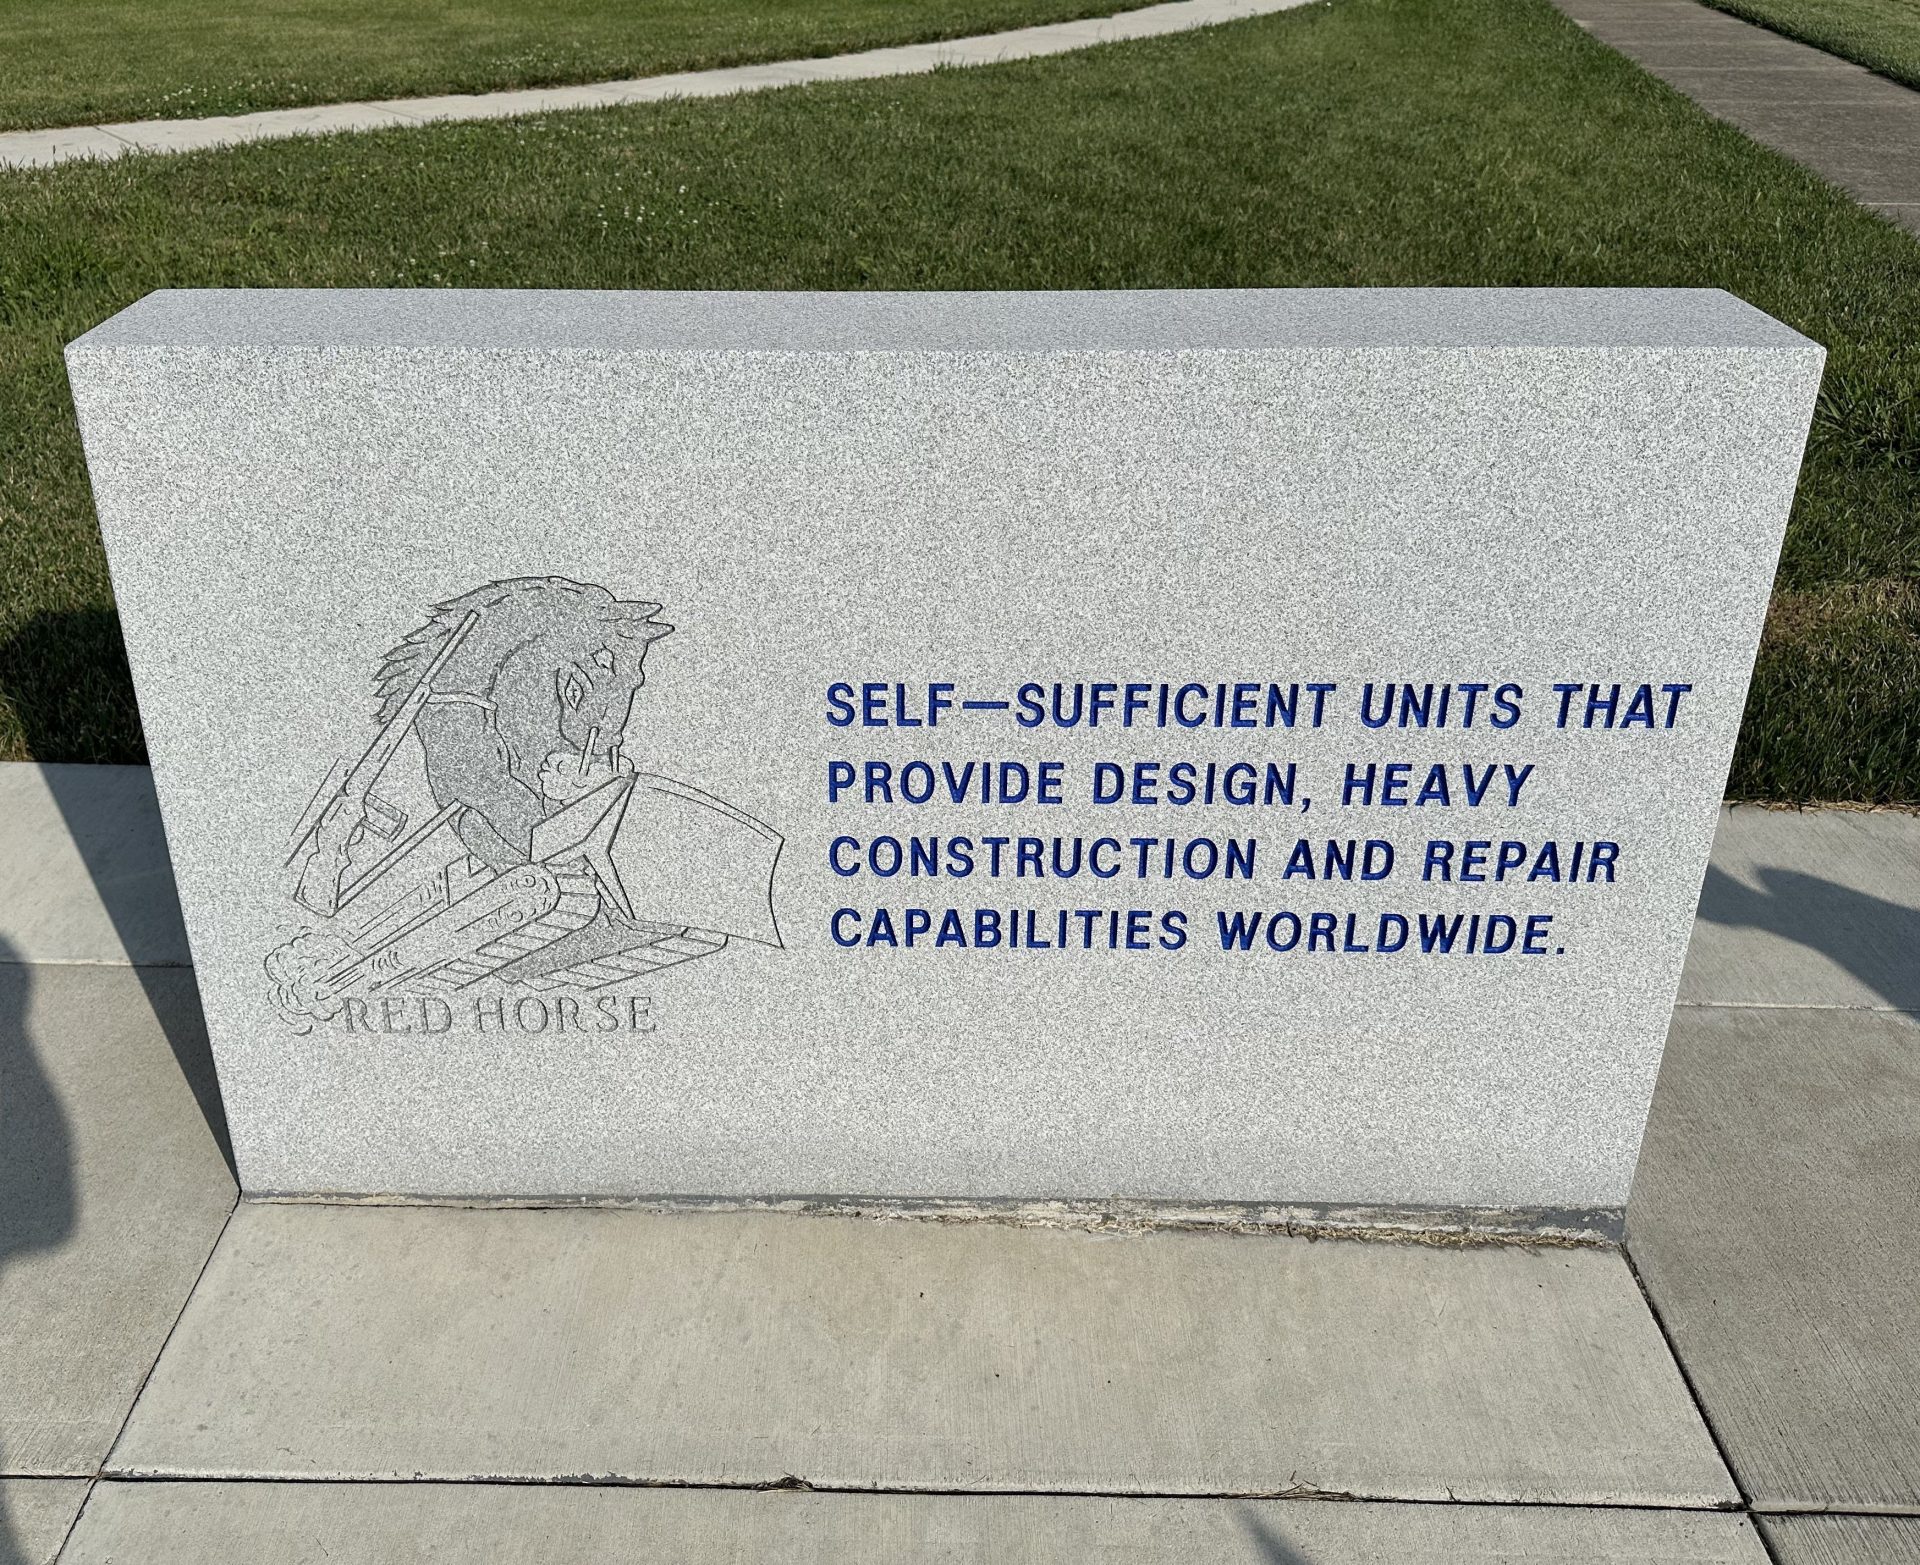 SELF—SUFFICIENT UNITS THAT
PROVIDE DESIGN, HEAVY
CONSTRUCTION AND REPAIR
CAPABILITIES WORLDWIDE.
RED HORSE